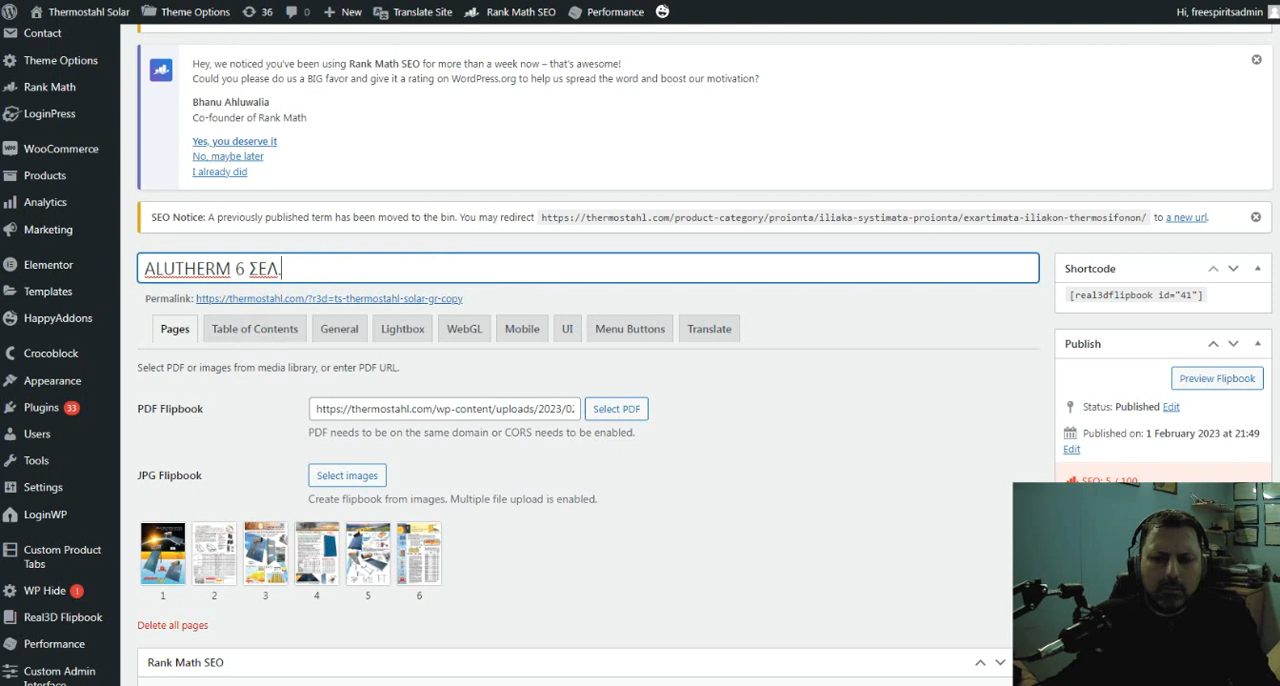 Thermostahl Solar
Theme Options
36
0
New
Translate Site
Rank Math SEO
Performance
Hi, freespiritsadmin
Contact
Theme Options
Rank Math
LoginPress
WooCommerce
Products
Analytics
Marketing
Elementor
Templates
HappyAddons
Crocoblock
Appearance
Plugins 33
Users
Tools
Settings
LoginWP
Custom Product
Tabs
WP Hide !
Real3D Flipbook
Performance
Custom Admin
Interface
Hey, we noticed you've been using Rank Math SEO for more than a week now – that's awesome!
Could you please do us a BIG favor and give it a rating on WordPress.org to help us spread the word and boost our motivation?
Bhanu Ahluwalia
Co-founder of Rank Math
Yes, you deserve it
No, maybe later
I already did
SEO Notice: A previously published term has been moved to the bin. You may redirect https://thermostahl.com/product-category/proionta/iliaka-systimata-proionta/exartimata-iliakon-thermosifonon/ to a new url.
ALUTHERM 6 ΣΕΛ.
Permalink: https://thermostahl.com/?r3d=ts-thermostahl-solar-gr-copy
Pages
Table of Contents
General
Lightbox
WebGL
Mobile
UI
Menu Buttons
Translate
Select PDF or images from media library, or enter PDF URL.
PDF Flipbook
https://thermostahl.com/wp-content/uploads/2023/02
Select PDF
PDF needs to be on the same domain or CORS needs to be enabled.
JPG Flipbook
Select images
Create flipbook from images. Multiple file upload is enabled.
1
2
3
4
5
6
Delete all pages
Rank Math SEO
Shortcode
[real3dflipbook id="41"]
Publish
Preview Flipbook
Status: Published Edit
Published on: 1 February 2023 at 21:49
Edit
SEO: 5 / 100